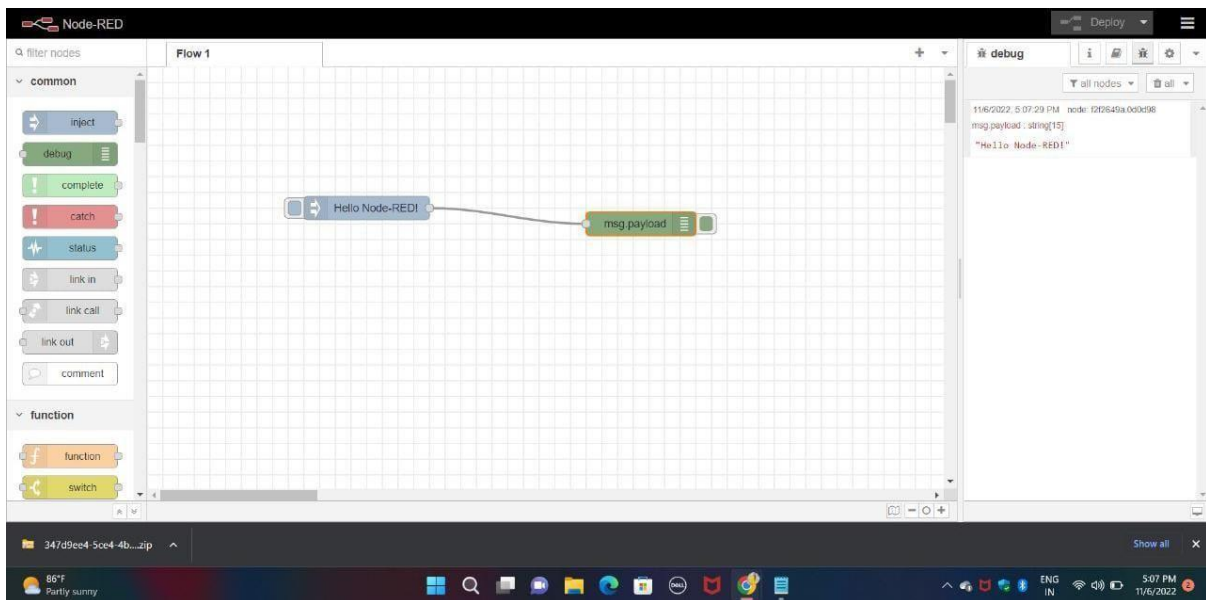 Node-RED
Deploy
filter nodes
Flow 1
debug
i
common
all nodes
all
inject
debug
complete
catch
status
link in
link call
link out
comment
function
function
switch
Hello Node-RED!
msg.payload
11/6/2022, 5:07:29 PM node: f2f2649a.0d0d98
msg.payload : string[15]
"Hello Node-RED!"
347d9ee4-5ce4-4b....zip
Show all
86°F
Partly sunny
DELL
ENG
IN
5:07 PM
11/6/2022
2